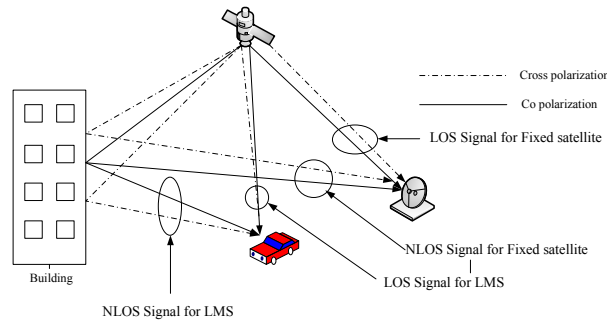 Cross polarization
Co polarization
LOS Signal for Fixed satellite
NLOS Signal for Fixed satellite
LOS Signal for LMS
Building
NLOS Signal for LMS